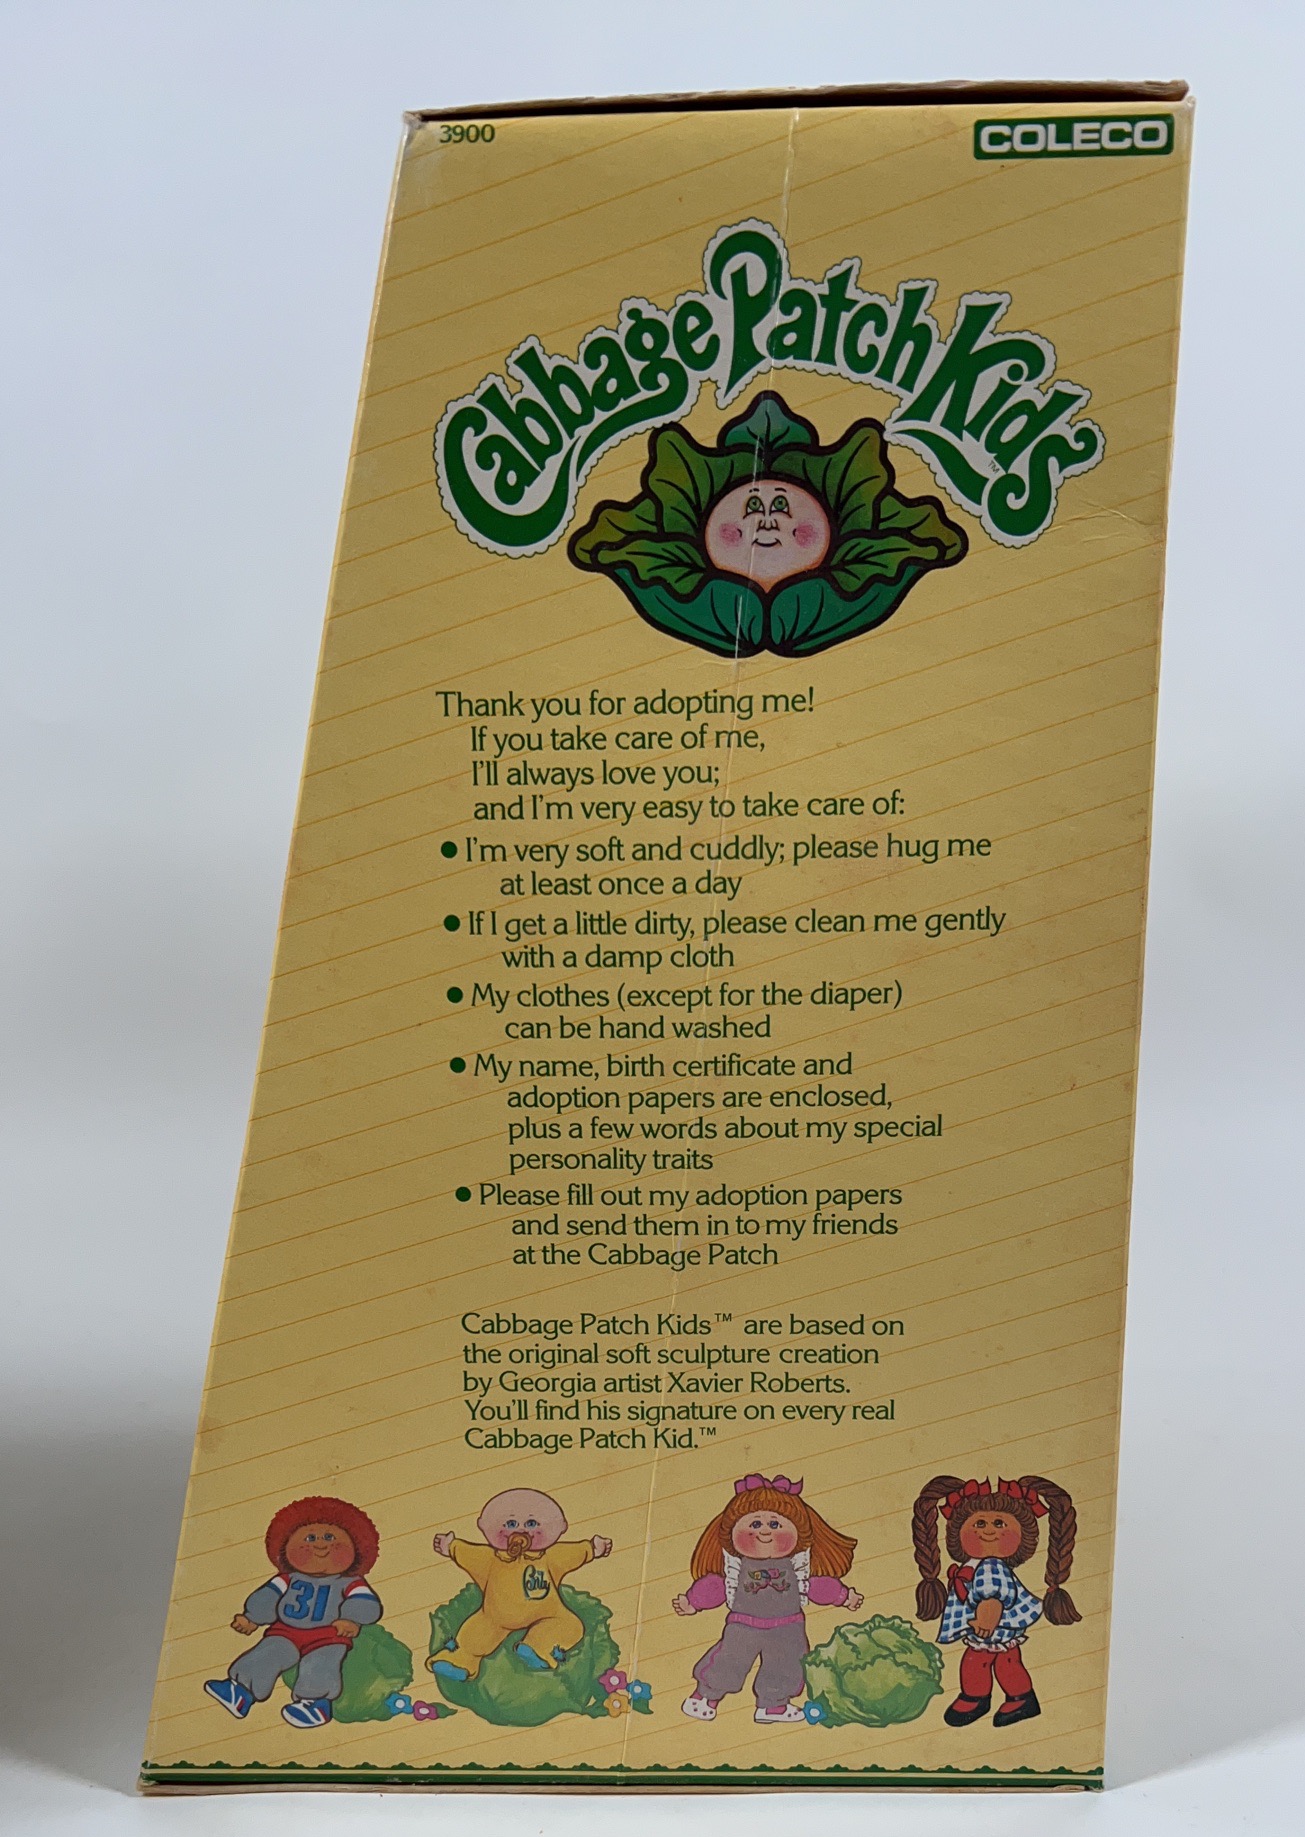 3900
COLECO
Cabbage Patch Kids™
Thank you for adopting me!
If you take care of me,
I'll always love you;
and I'm very easy to take care of:
● I'm very soft and cuddly; please hug me
at least once a day
● If I get a little dirty, please clean me gently
with a damp cloth
● My clothes (except for the diaper)
can be hand washed
● My name, birth certificate and
adoption papers are enclosed,
plus a few words about my special
personality traits
● Please fill out my adoption papers
and send them in to my friends
at the Cabbage Patch
Cabbage Patch Kids™ are based on
the original soft sculpture creation
by Georgia artist Xavier Roberts.
You'll find his signature on every real
Cabbage Patch Kid.™
31